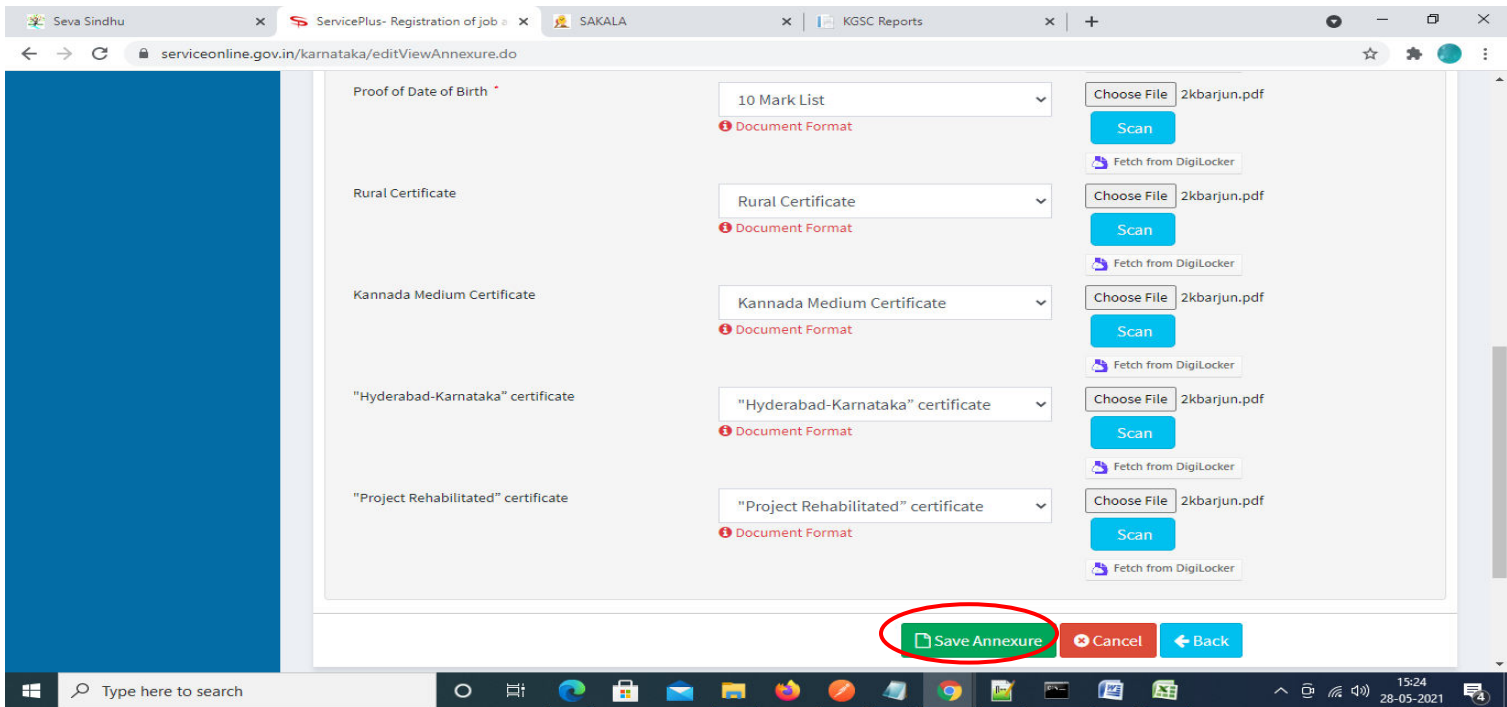 Seva Sindhu
ServicePlus- Registration of job a
SAKALA
KGSC Reports
serviceonline.gov.in/karnataka/editViewAnnexure.do
Proof of Date of Birth *
10 Mark List
Choose File 2kbarjun.pdf
Document Format
Scan
Fetch from DigiLocker
Rural Certificate
Rural Certificate
Choose File 2kbarjun.pdf
Document Format
Scan
Fetch from DigiLocker
Kannada Medium Certificate
Kannada Medium Certificate
Choose File 2kbarjun.pdf
Document Format
Scan
Fetch from DigiLocker
"Hyderabad-Karnataka” certificate
"Hyderabad-Karnataka” certificate
Choose File 2kbarjun.pdf
Document Format
Scan
Fetch from DigiLocker
"Project Rehabilitated” certificate
"Project Rehabilitated” certificate
Choose File 2kbarjun.pdf
Document Format
Scan
Fetch from DigiLocker
Save Annexure Cancel Back
Type here to search
15:24
28-05-2021
4